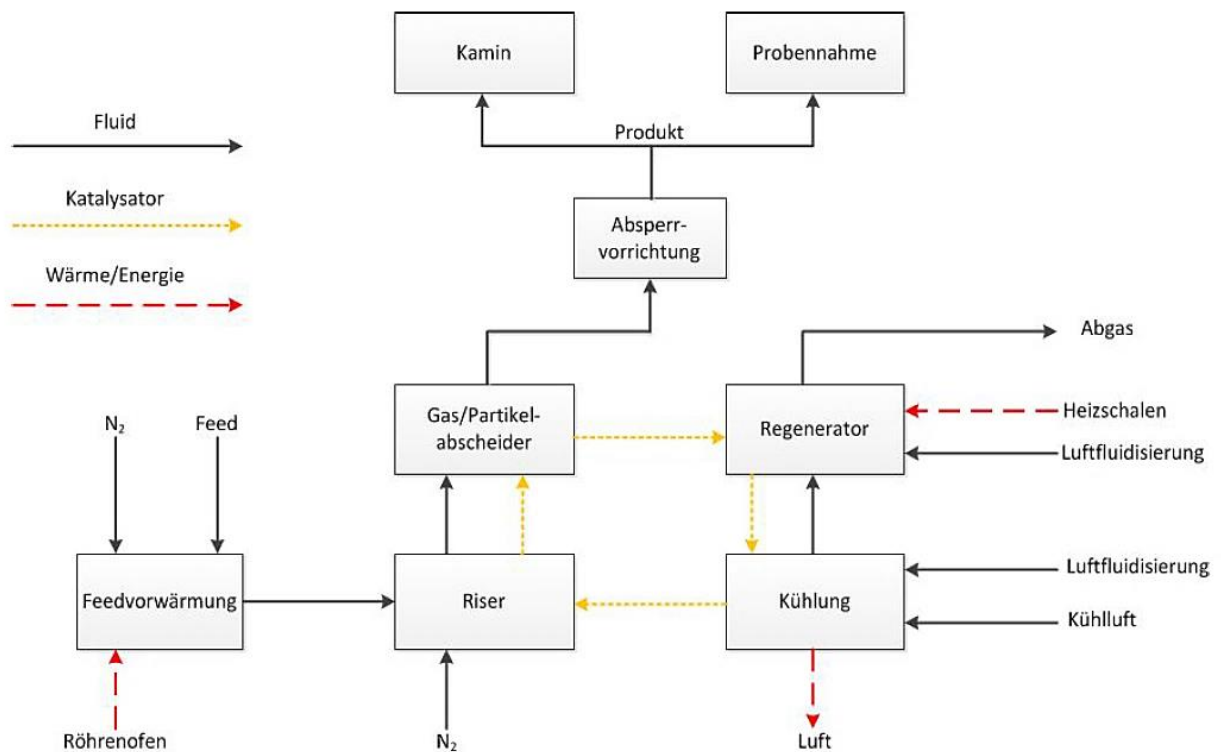 Kamin
Probennahme
Fluid
Produkt
Katalysator
Absperr-
vorrichtung
Wärme/Energie
Abgas
N₂
Feed
Gas/Partikel-
abscheider
Regenerator
Heizschalen
Luftfluidisierung
Feedvorwärmung
Riser
Kühlung
Luftfluidisierung
Kühlluft
Röhrenofen
N₂
Luft